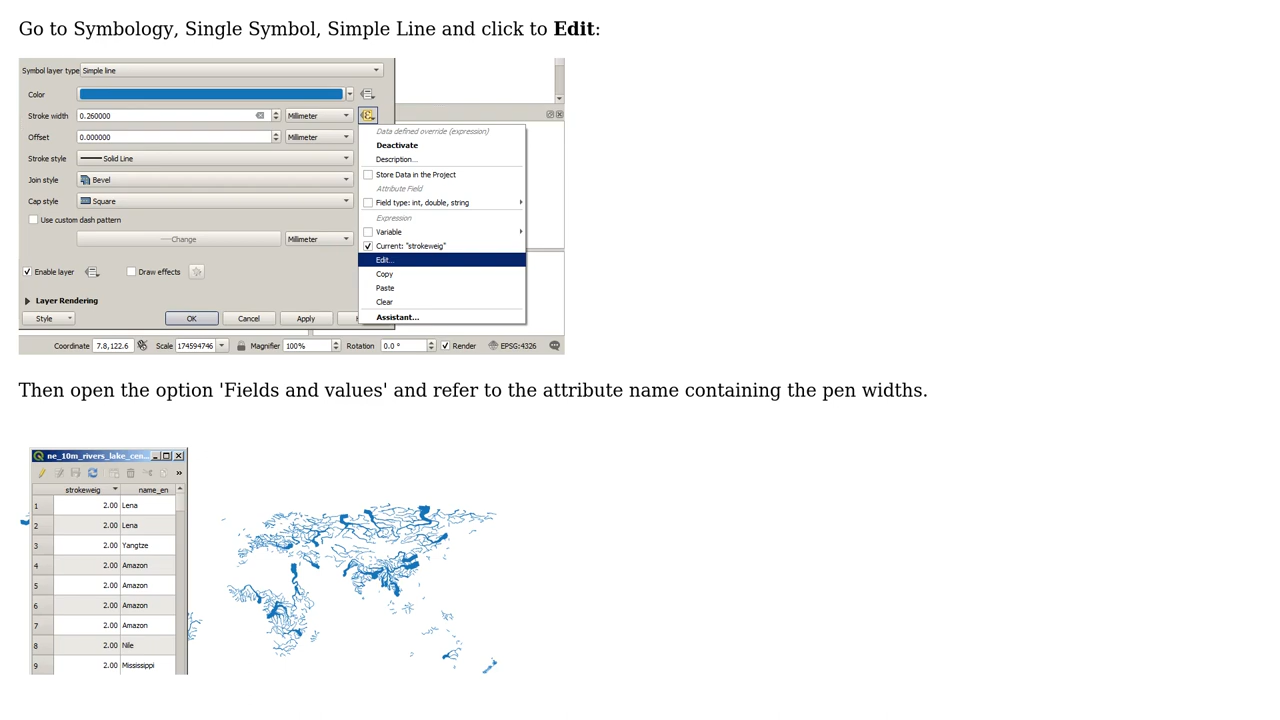 Go to Symbology, Single Symbol, Simple Line and click to Edit:
Symbol layer type Simple line
Color
Stroke width 0.260000 Millimeter
Offset 0.000000 Millimeter
Data defined override (expression)
Stroke style Solid Line
Deactivate
Description...
Join style Bevel
Store Data in the Project
Attribute Field
Cap style Square
Field type: int, double, string
Use custom dash pattern
Expression
Change Millimeter
Variable
Current: "strokeweig"
Edit...
Enable layer Draw effects
Copy
Paste
Layer Rendering
Clear
Style OK Cancel Apply
Assistant...
Coordinate 7.8,122.6 Scale 174594746 Magnifier 100% Rotation 0.0 ° Render EPSG:4326
Then open the option 'Fields and values' and refer to the attribute name containing the pen widths.
ne_10m_rivers_lake_cen...
strokeweig name_en
1 2.00 Lena
2 2.00 Lena
3 2.00 Yangtze
4 2.00 Amazon
5 2.00 Amazon
6 2.00 Amazon
7 2.00 Amazon
8 2.00 Nile
9 2.00 Mississippi